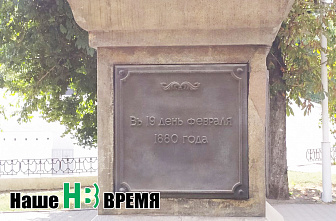 Въ 19 день февраля
1880 года
Наше НВ ВРЕМЯ